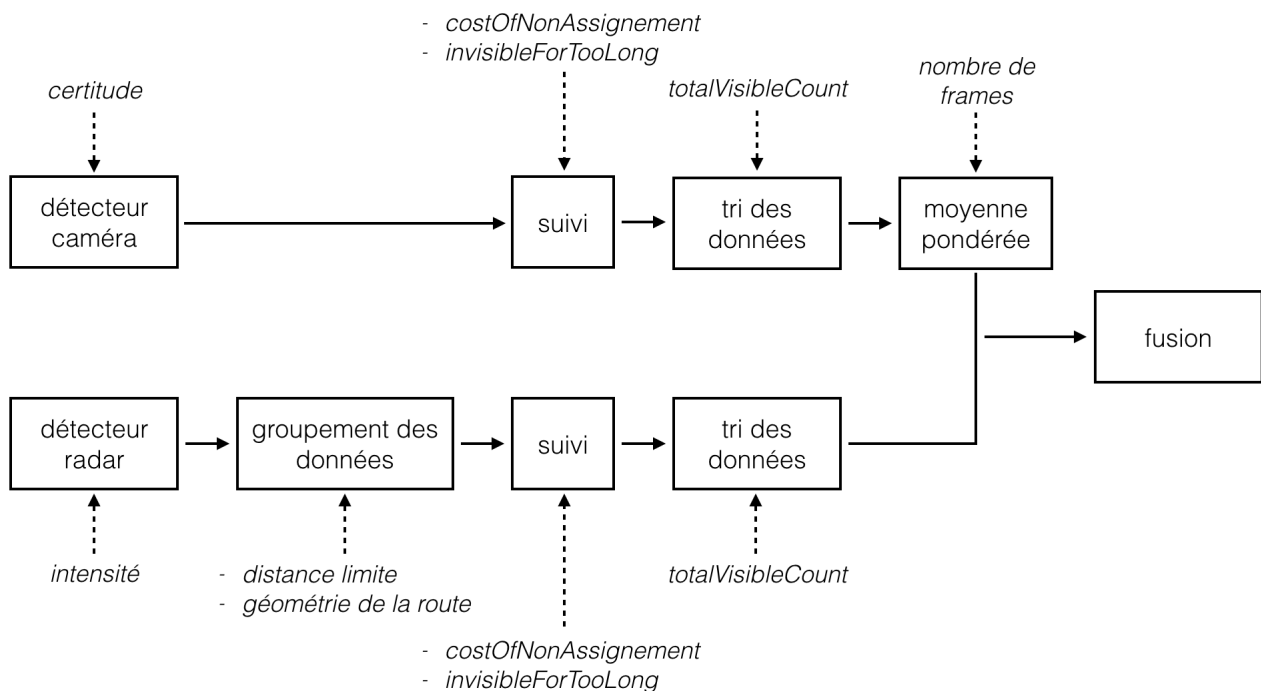 - costOfNonAssignement
- invisibleForTooLong
certitude
totalVisibleCount
nombre de
frames
détecteur
caméra
suivi
tri des
données
moyenne
pondérée
fusion
détecteur
radar
groupement des
données
suivi
tri des
données
intensité
- distance limite
- géométrie de la route
totalVisibleCount
- costOfNonAssignement
- invisibleForTooLong